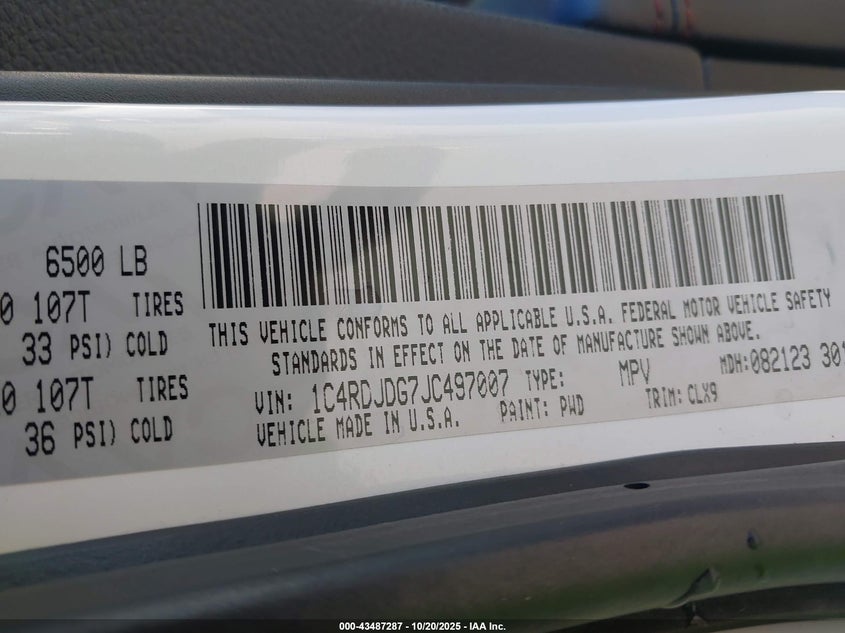 6500 LB
0 107T TIRES
33 PSI) COLD
0 107T TIRES
36 PSI) COLD
THIS VEHICLE CONFORMS TO ALL APPLICABLE U.S.A. FEDERAL MOTOR VEHICLE SAFETY
STANDARDS IN EFFECT ON THE DATE OF MANUFACTURE SHOWN ABOVE.
VIN: 1C4RDJDG7JC497007 TYPE: MPV MDH:082123 301
VEHICLE MADE IN U.S.A. PAINT: PWD TRIM: CLX9
000-43487287 - 10/20/2025 - IAA Inc.